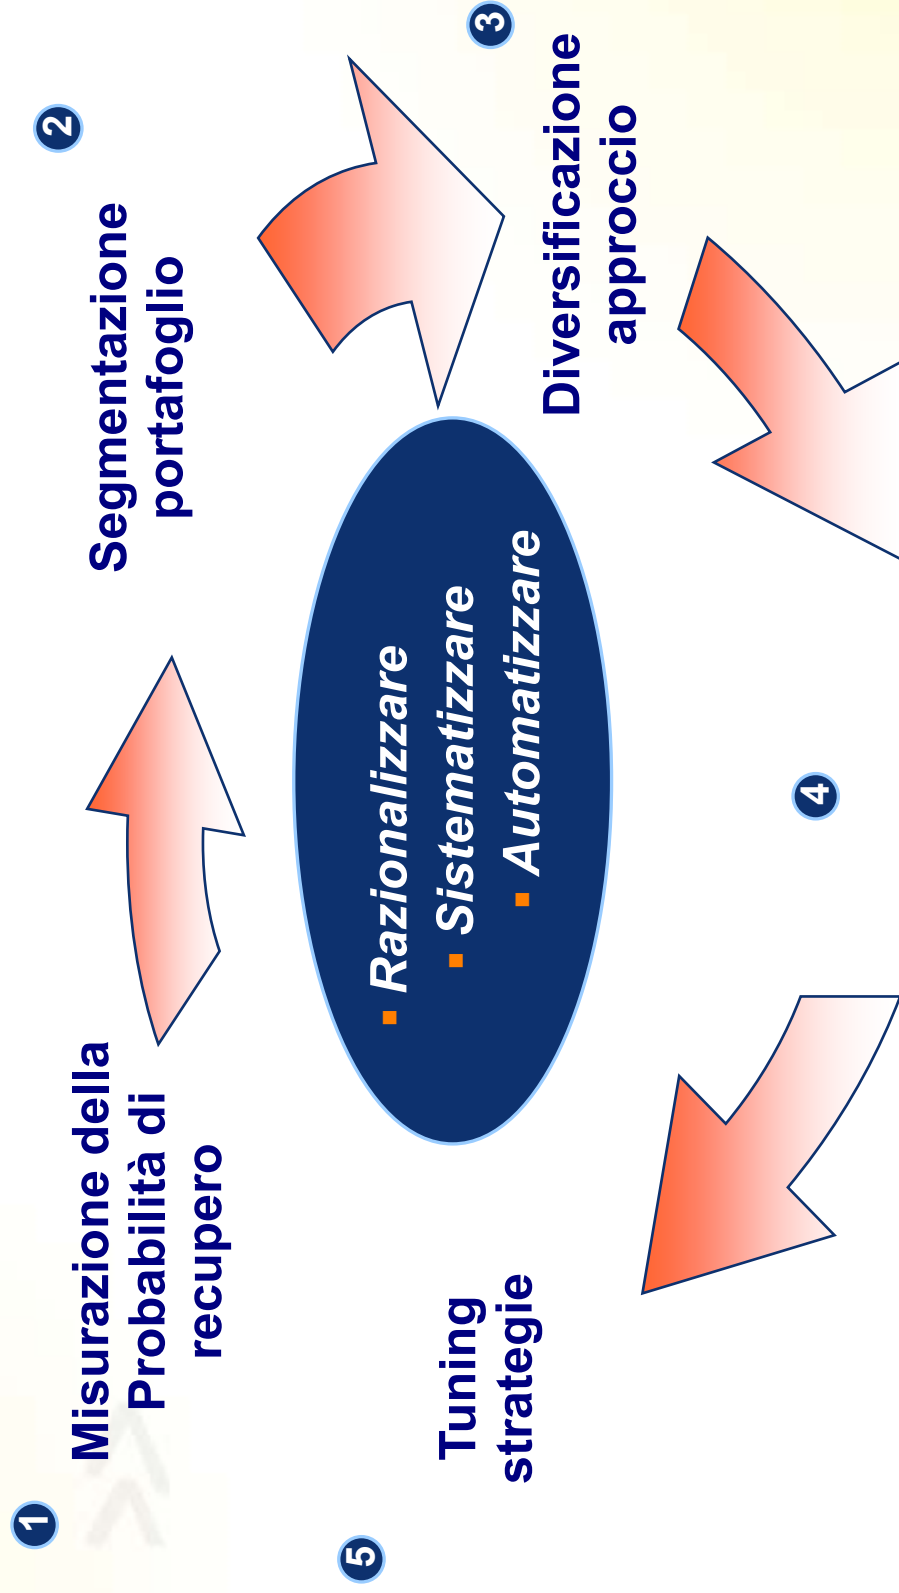 1
Misurazione della
Probabilità di
recupero
2
Segmentazione
portafoglio
3
Diversificazione
approccio
Razionalizzare
Sistematizzare
Automatizzare
4
5
Tuning
strategie